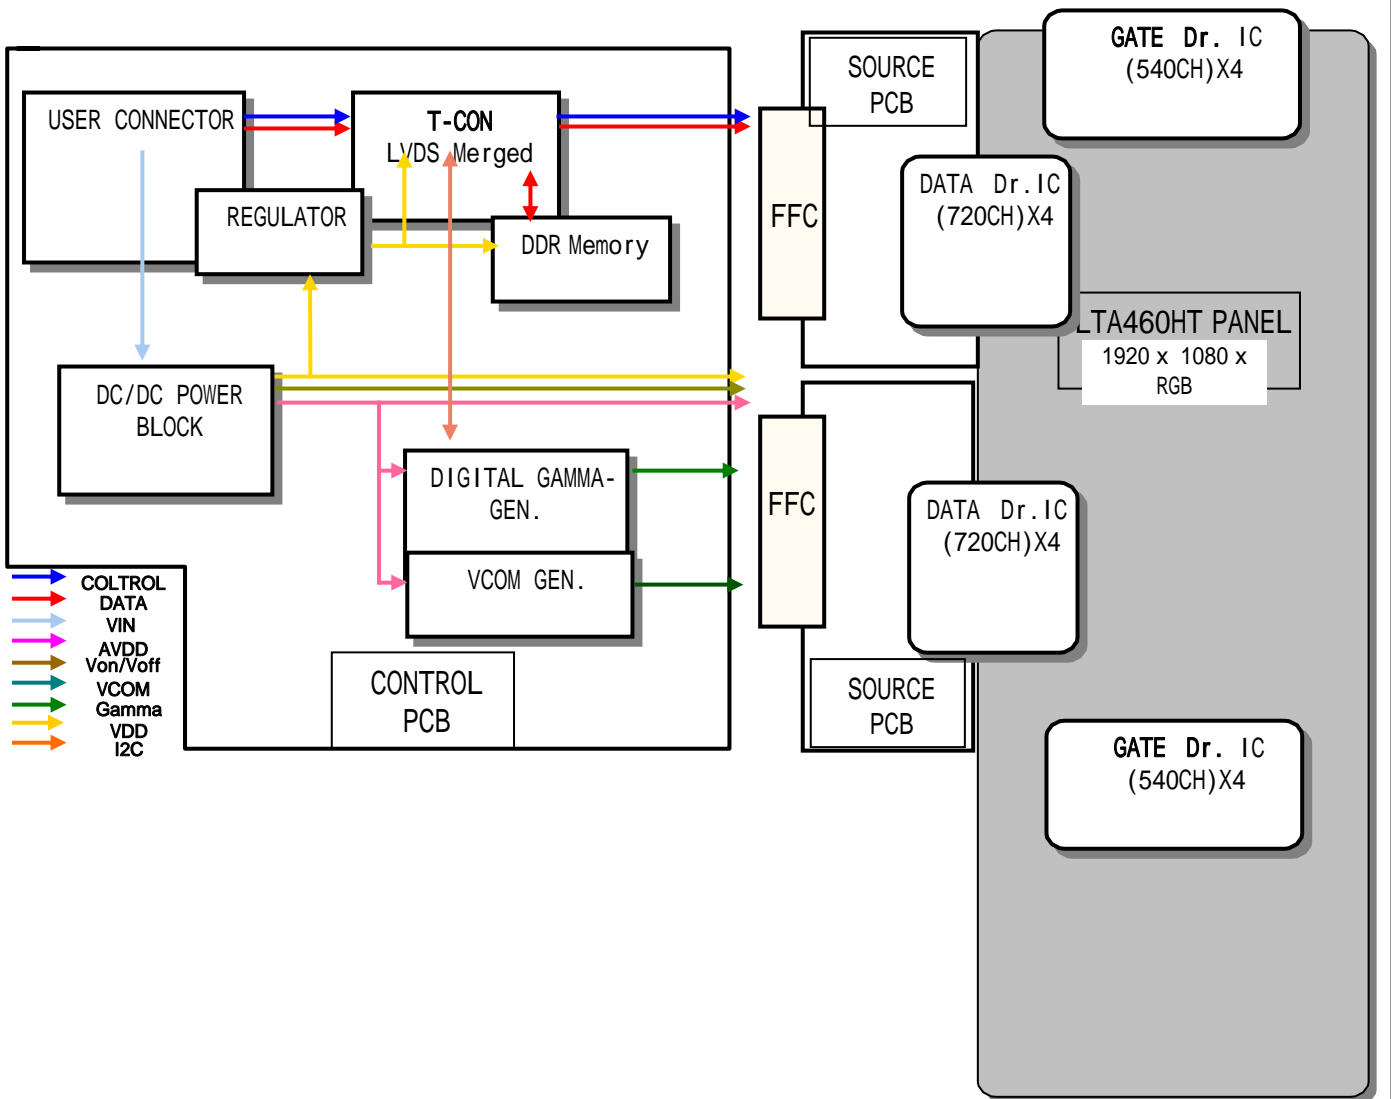 USER CONNECTOR
T-CON
LVDS Merged
REGULATOR
DDR Memory
DC/DC POWER
BLOCK
DIGITAL GAMMA-
GEN.
VCOM GEN.
CONTROL
PCB
COLTROL
DATA
VIN
AVDD
Von/Voff
VCOM
Gamma
VDD
I2C
FFC
FFC
SOURCE
PCB
DATA Dr.IC
(720CH)X4
DATA Dr.IC
(720CH)X4
SOURCE
PCB
GATE Dr. IC
(540CH)X4
LTA460HT PANEL
1920 x 1080 x
RGB
GATE Dr. IC
(540CH)X4